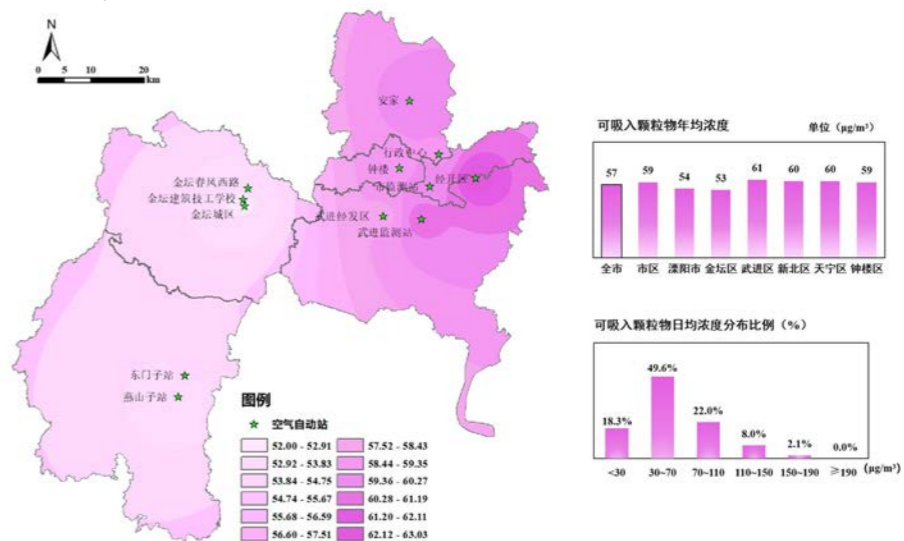 N
0 5 10 20
km
安家
行政中心
钟楼
经开区
市监测站
金坛春风西路
金坛建筑技工学校
金坛城区
武进经发区
武进监测站
东门子站
燕山子站
图例
空气自动站
52.00 - 52.91
52.92 - 53.83
53.84 - 54.75
54.74 - 55.67
55.68 - 56.59
56.60 - 57.51
57.52 - 58.43
58.44 - 59.35
59.36 - 60.27
60.28 - 61.19
61.20 - 62.11
62.12 - 63.03
可吸入颗粒物年均浓度 单位（μg/m³）
57 59 54 53 61 60 60 59
全市 市区 溧阳市 金坛区 武进区 新北区 天宁区 钟楼区
可吸入颗粒物日均浓度分布比例（%）
18.3% 49.6% 22.0% 8.0% 2.1% 0.0%
<30 30~70 70~110 110~150 150~190 ≥190 (μg/m³)